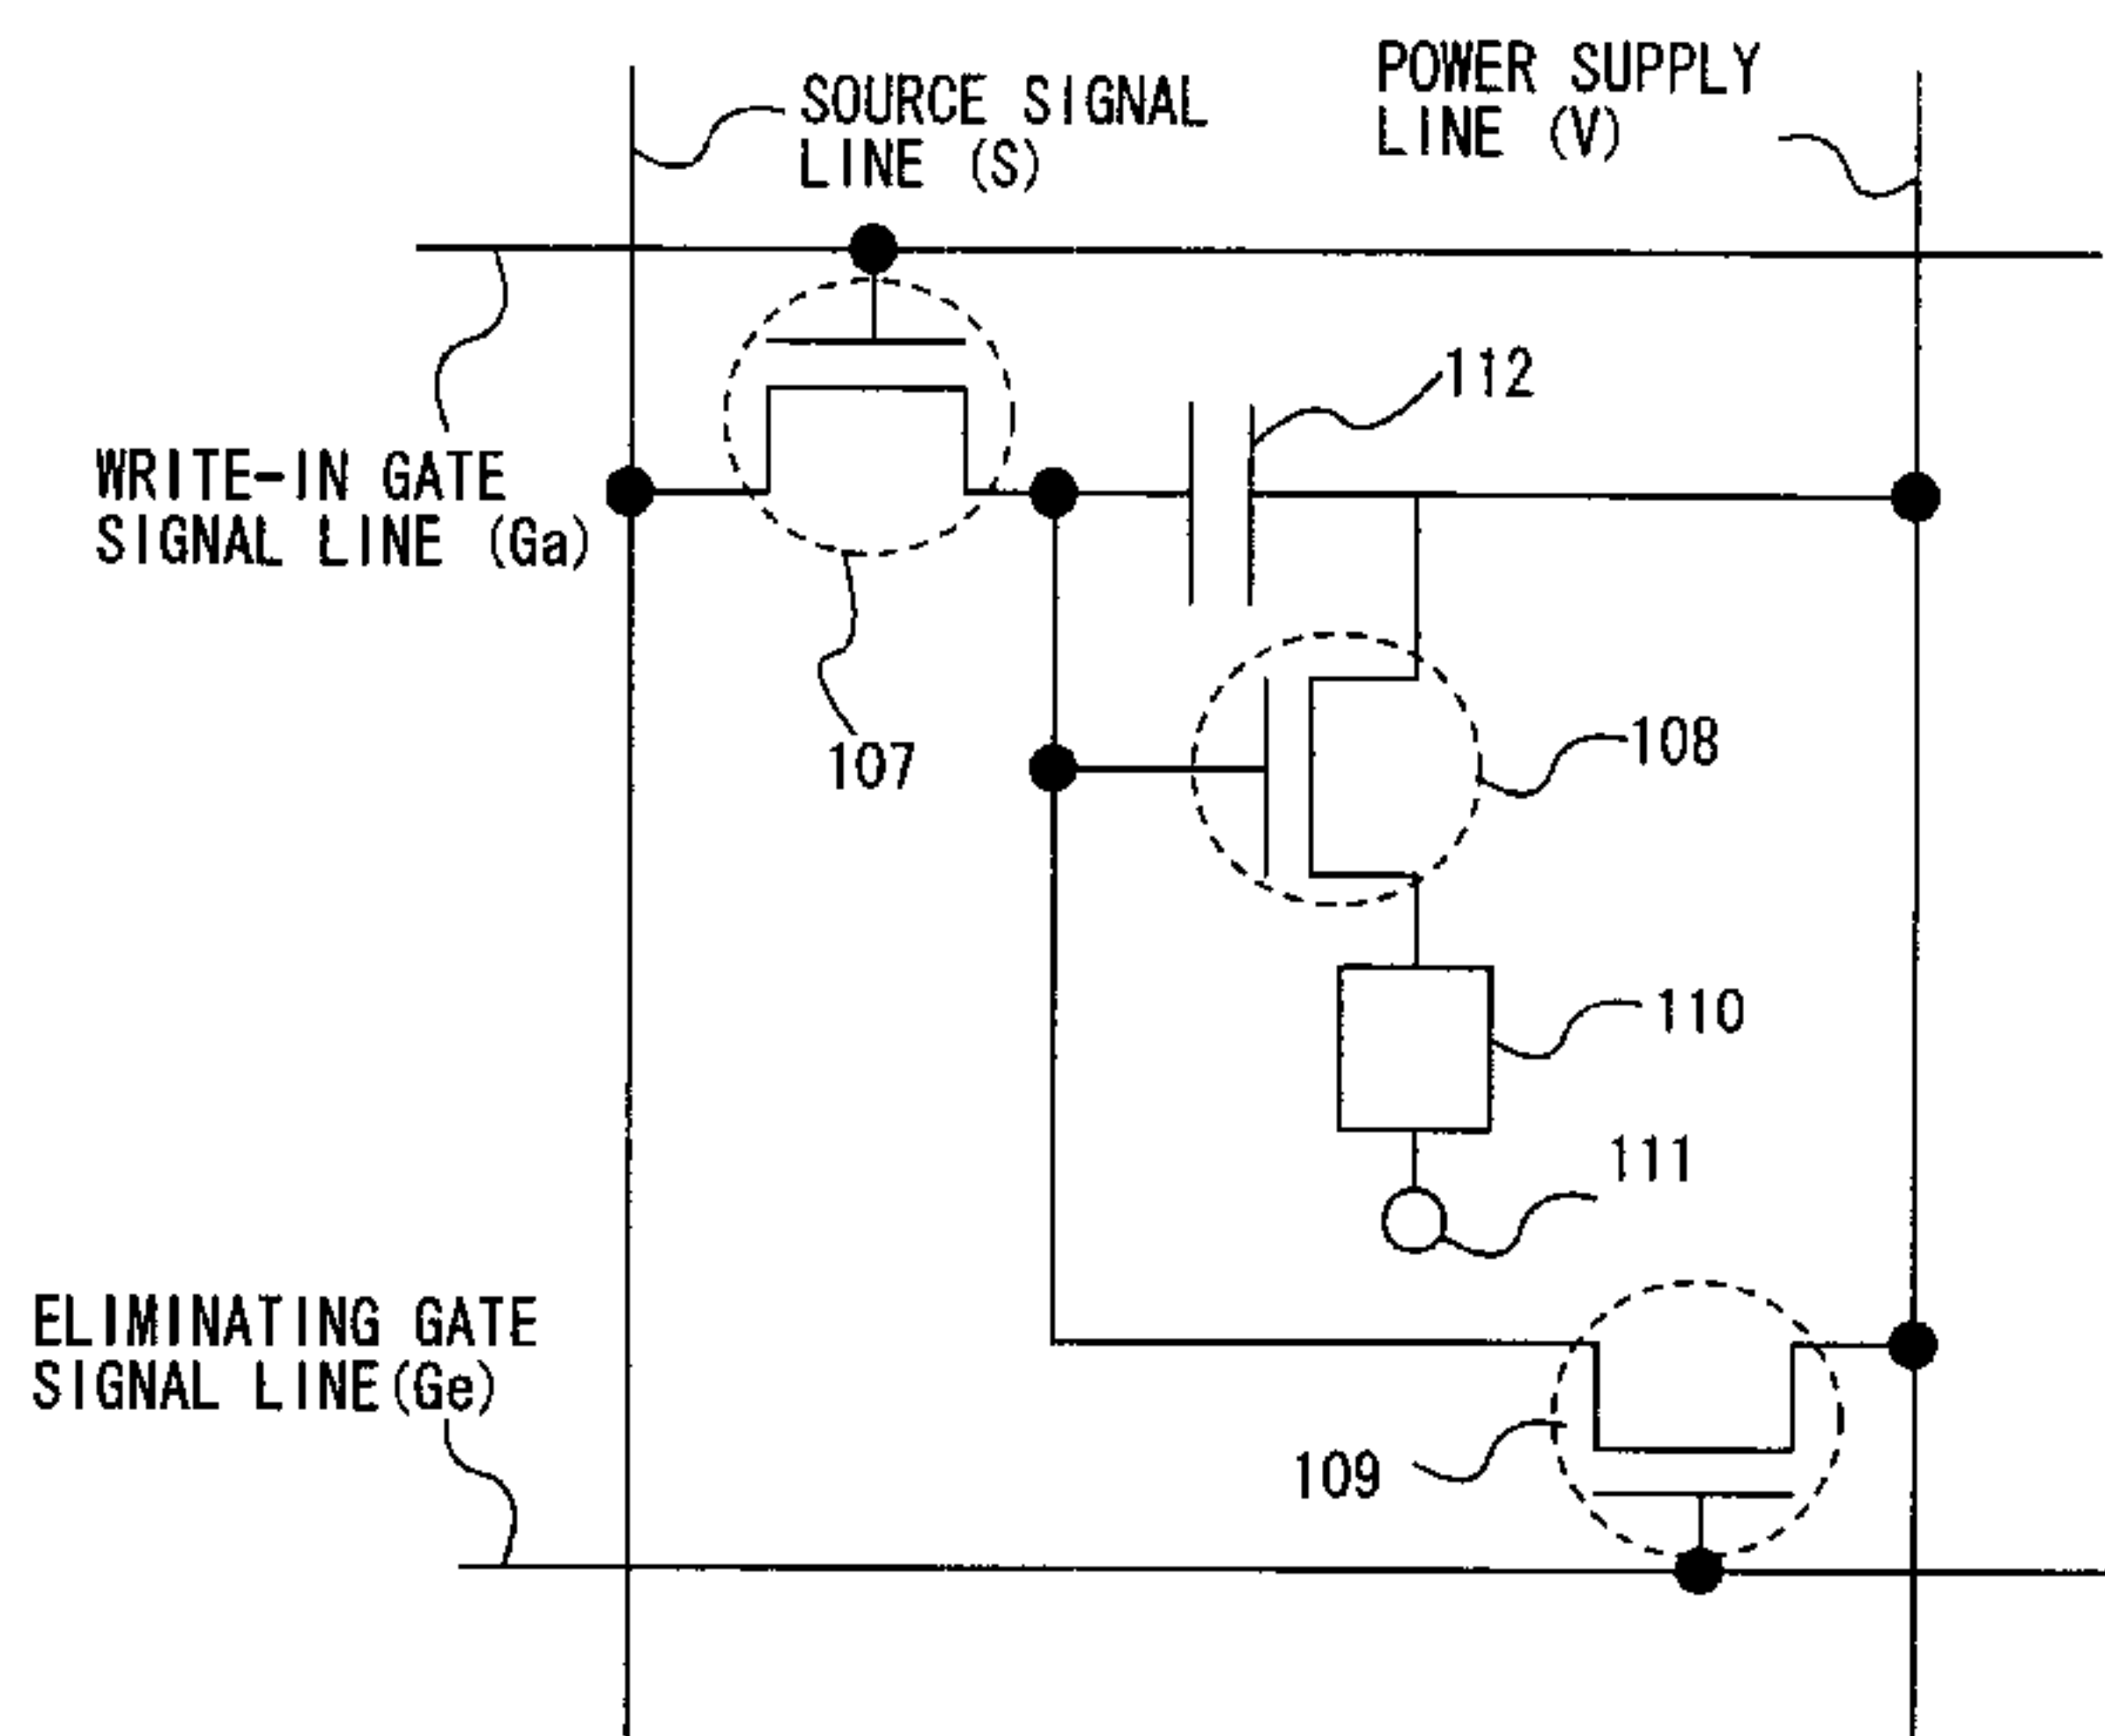 SOURCE SIGNAL
LINE (S)
POWER SUPPLY
LINE (V)
WRITE-IN GATE
SIGNAL LINE (Ga)
112
107
108
110
111
ELIMINATING GATE
SIGNAL LINE(Ge)
109